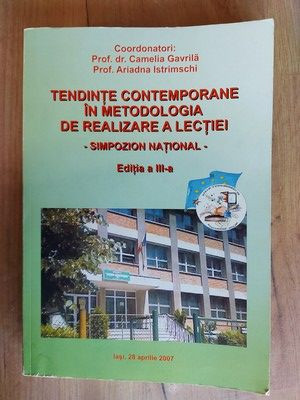 Coordonatori:
Prof. dr. Camelia Gavrilă
Prof. Ariadna Istrimschi
TENDINȚE CONTEMPORANE
ÎN METODOLOGIA
DE REALIZARE A LECȚIEI
- SIMPOZION NAȚIONAL -
Ediția a III-a
Iași, 28 aprilie 2007